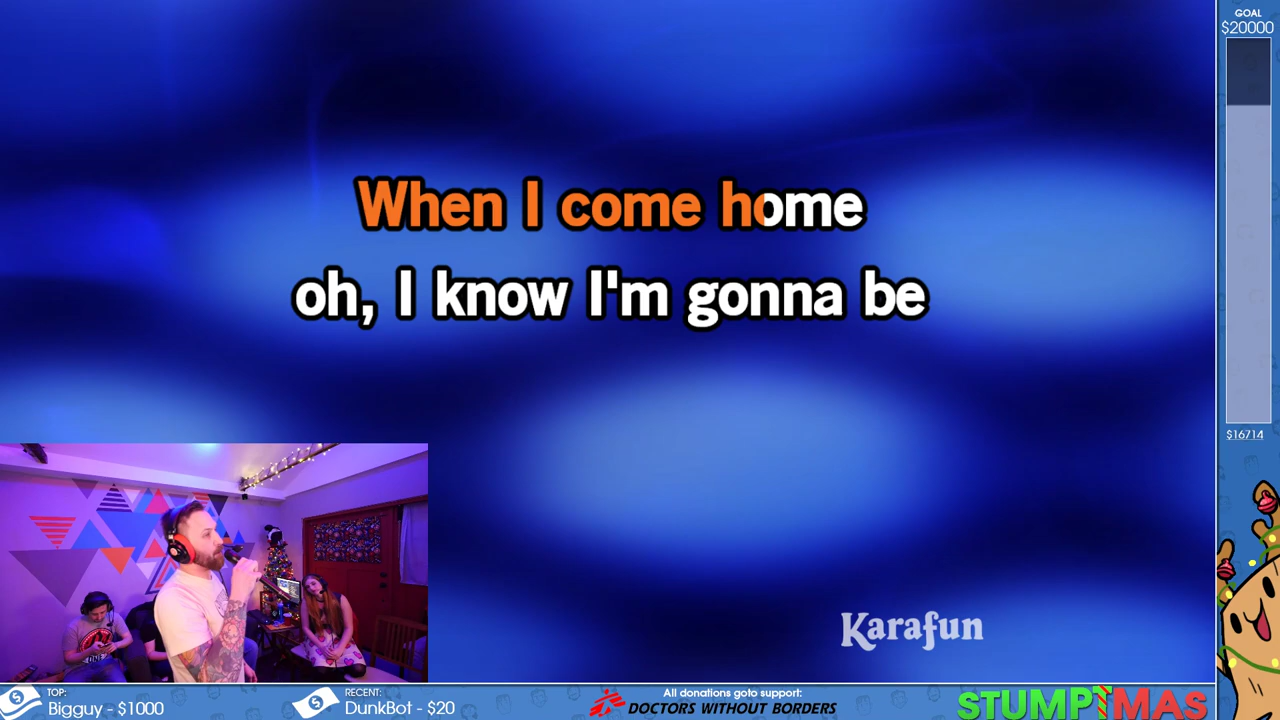 GOAL
$20000
When I come home
oh, I know I'm gonna be
$16714
Karafun
TOP:
Bigguy - $1000
RECENT:
DunkBot - $20
All donations goto support:
DOCTORS WITHOUT BORDERS
STUMPTMAS